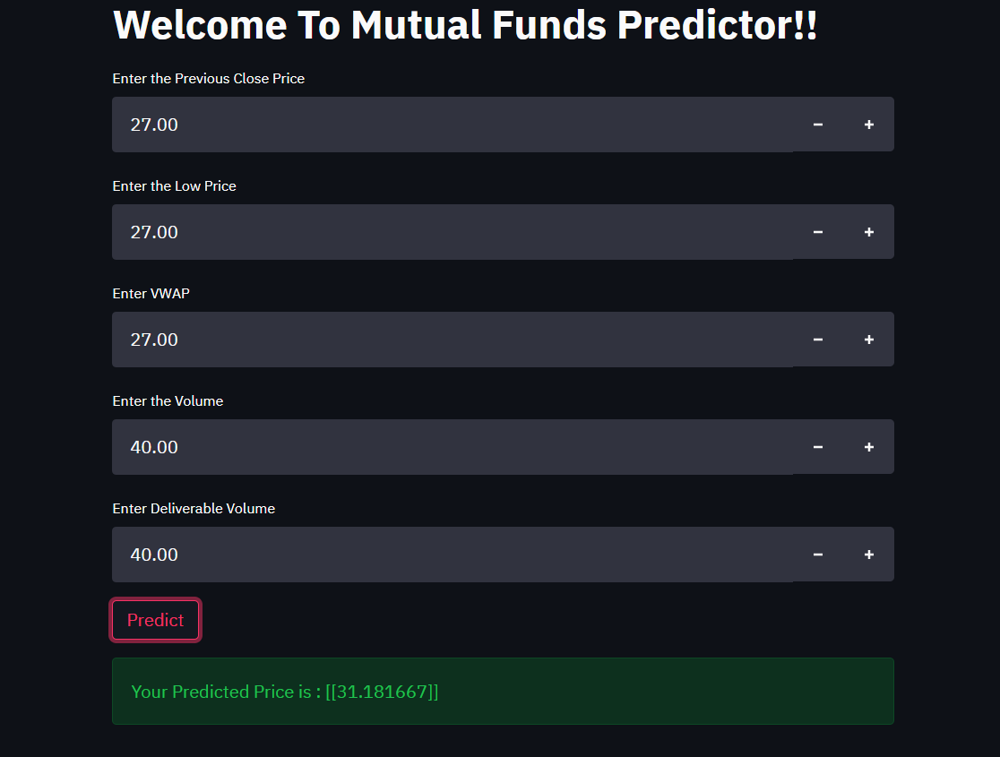 Welcome To Mutual Funds Predictor!!
Enter the Previous Close Price
27.00
Enter the Low Price
27.00
Enter VWAP
27.00
Enter the Volume
40.00
Enter Deliverable Volume
40.00
Predict
Your Predicted Price is : [[31.181667]]